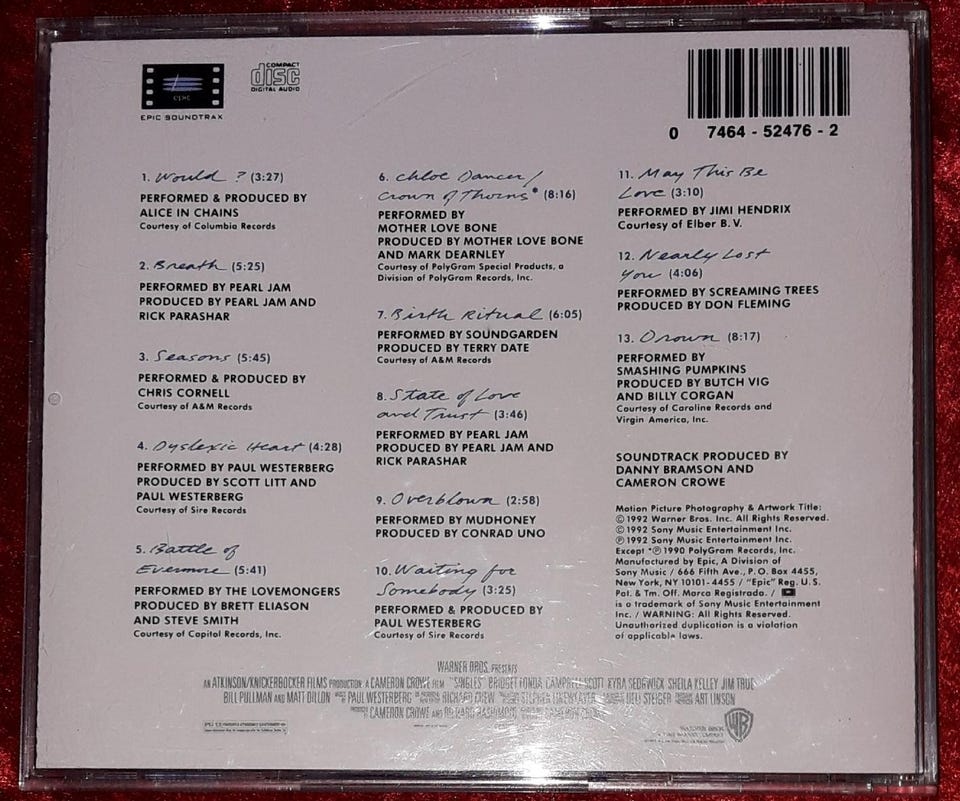 epic
EPIC SOUNDTRAX
COMPACT
disc
DIGITAL AUDIO
0 7464 - 52476 - 2
1. Would ? (3:27)
PERFORMED & PRODUCED BY
ALICE IN CHAINS
Courtesy of Columbia Records
2. Breath (5:25)
PERFORMED BY PEARL JAM
PRODUCED BY PEARL JAM AND
RICK PARASHAR
3. Seasons (5:45)
PERFORMED & PRODUCED BY
CHRIS CORNELL
Courtesy of A&M Records
4. Dyslexic Heart (4:28)
PERFORMED BY PAUL WESTERBERG
PRODUCED BY SCOTT LITT AND
PAUL WESTERBERG
Courtesy of Sire Records
5. Battle of
Evermore (5:41)
PERFORMED BY THE LOVEMONGERS
PRODUCED BY BRETT ELIASON
AND STEVE SMITH
Courtesy of Capitol Records, Inc.
6. Chloe Dancer/
Crown of Thorns* (8:16)
PERFORMED BY
MOTHER LOVE BONE
PRODUCED BY MOTHER LOVE BONE
AND MARK DEARNLEY
Courtesy of PolyGram Special Products, a
Division of PolyGram Records, Inc.
7. Birth Ritual (6:05)
PERFORMED BY SOUNDGARDEN
PRODUCED BY TERRY DATE
Courtesy of A&M Records
8. State of Love
and Trust (3:46)
PERFORMED BY PEARL JAM
PRODUCED BY PEARL JAM AND
RICK PARASHAR
9. Overblown (2:58)
PERFORMED BY MUDHONEY
PRODUCED BY CONRAD UNO
10. Waiting for
Somebody (3:25)
PERFORMED & PRODUCED BY
PAUL WESTERBERG
Courtesy of Sire Records
11. May This Be
Love (3:10)
PERFORMED BY JIMI HENDRIX
Courtesy of Elber B. V.
12. Nearly Lost
You (4:06)
PERFORMED BY SCREAMING TREES
PRODUCED BY DON FLEMING
13. Drown (8:17)
PERFORMED BY
SMASHING PUMPKINS
PRODUCED BY BUTCH VIG
AND BILLY CORGAN
Courtesy of Caroline Records and
Virgin America, Inc.
SOUNDTRACK PRODUCED BY
DANNY BRAMSON AND
CAMERON CROWE
Motion Picture Photography & Artwork Title:
© 1992 Warner Bros. Inc. All Rights Reserved.
© 1992 Sony Music Entertainment Inc.
℗ 1992 Sony Music Entertainment Inc.
Except *℗ 1990 PolyGram Records, Inc.
Manufactured by Epic, A Division of
Sony Music / 666 Fifth Ave., P.O. Box 4455,
New York, NY 10101-4455 / "Epic" Reg. U.S.
Pat. & Tm. Off. Marca Registrada. /
is a trademark of Sony Music Entertainment
Inc. / WARNING: All Rights Reserved.
Unauthorized duplication is a violation
of applicable laws.
WARNER BROS. PRESENTS
AN ATKINSON/KNICKERBOCKER FILMS PRODUCTION A CAMERON CROWE FILM "SINGLES" BRIDGET FONDA CAMPBELL SCOTT KYRA SEDGWICK SHEILA KELLEY JIM TRUE
BILL PULLMAN AND MATT DILLON PAUL WESTERBERG RICHARD CHEW STEPHEN LINEWEAVER UELI STEIGER ART LINSON
CAMERON CROWE AND RICHARD HASHIMOTO CAMERON CROWE
WB